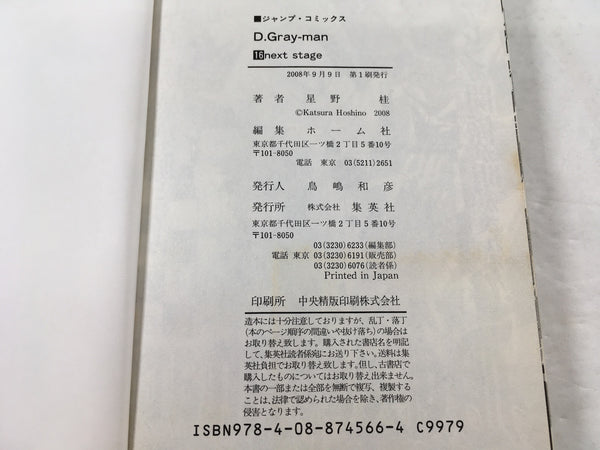 ■ジャンプ・コミックス
D.Gray-man
16next stage
2008年9月9日 第1刷発行
著者 星野 桂
©Katsura Hoshino 2008
編集 ホーム社
東京都千代田区一ツ橋2丁目5番10号
〒101-8050
電話 東京 03(5211)2651
発行人 鳥嶋和彦
発行所 株式会社 集英社
東京都千代田区一ツ橋2丁目5番10号
〒101-8050
03(3230)6233(編集部)
電話 東京 03(3230)6191(販売部)
03(3230)6076(読者係)
Printed in Japan
印刷所 中央精版印刷株式会社
造本には十分注意しておりますが、乱丁・落丁
(本のページ順序の間違いや抜け落ち)の場合は
お取り替え致します。購入された書店名を明記
して、集英社読者係宛にお送り下さい。送料は集
英社負担でお取り替え致します。但し、古書店で
購入したものについてはお取り替え出来ません。
本書の一部または全部を無断で複写、複製する
ことは、法律で認められた場合を除き、著作権の
侵害となります。
ISBN978-4-08-874566-4 C9979